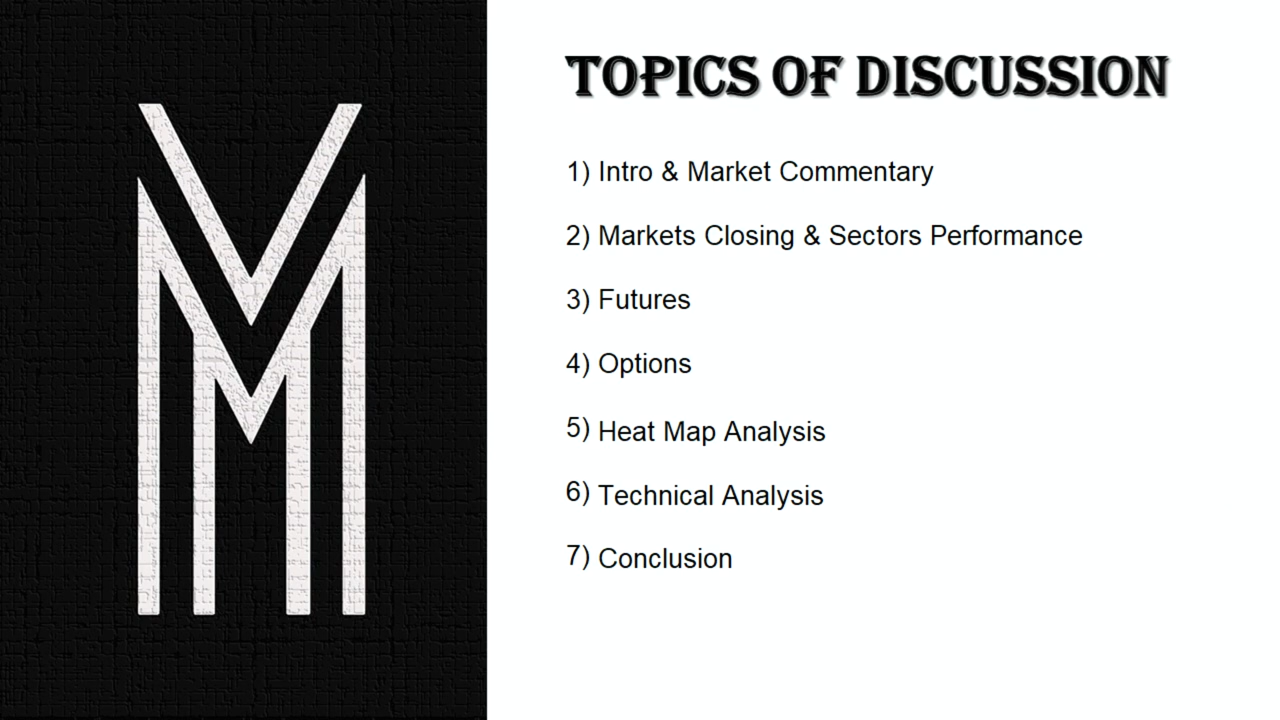 TOPICS OF DISCUSSION
1) Intro & Market Commentary
2) Markets Closing & Sectors Performance
3) Futures
4) Options
5) Heat Map Analysis
6) Technical Analysis
7) Conclusion